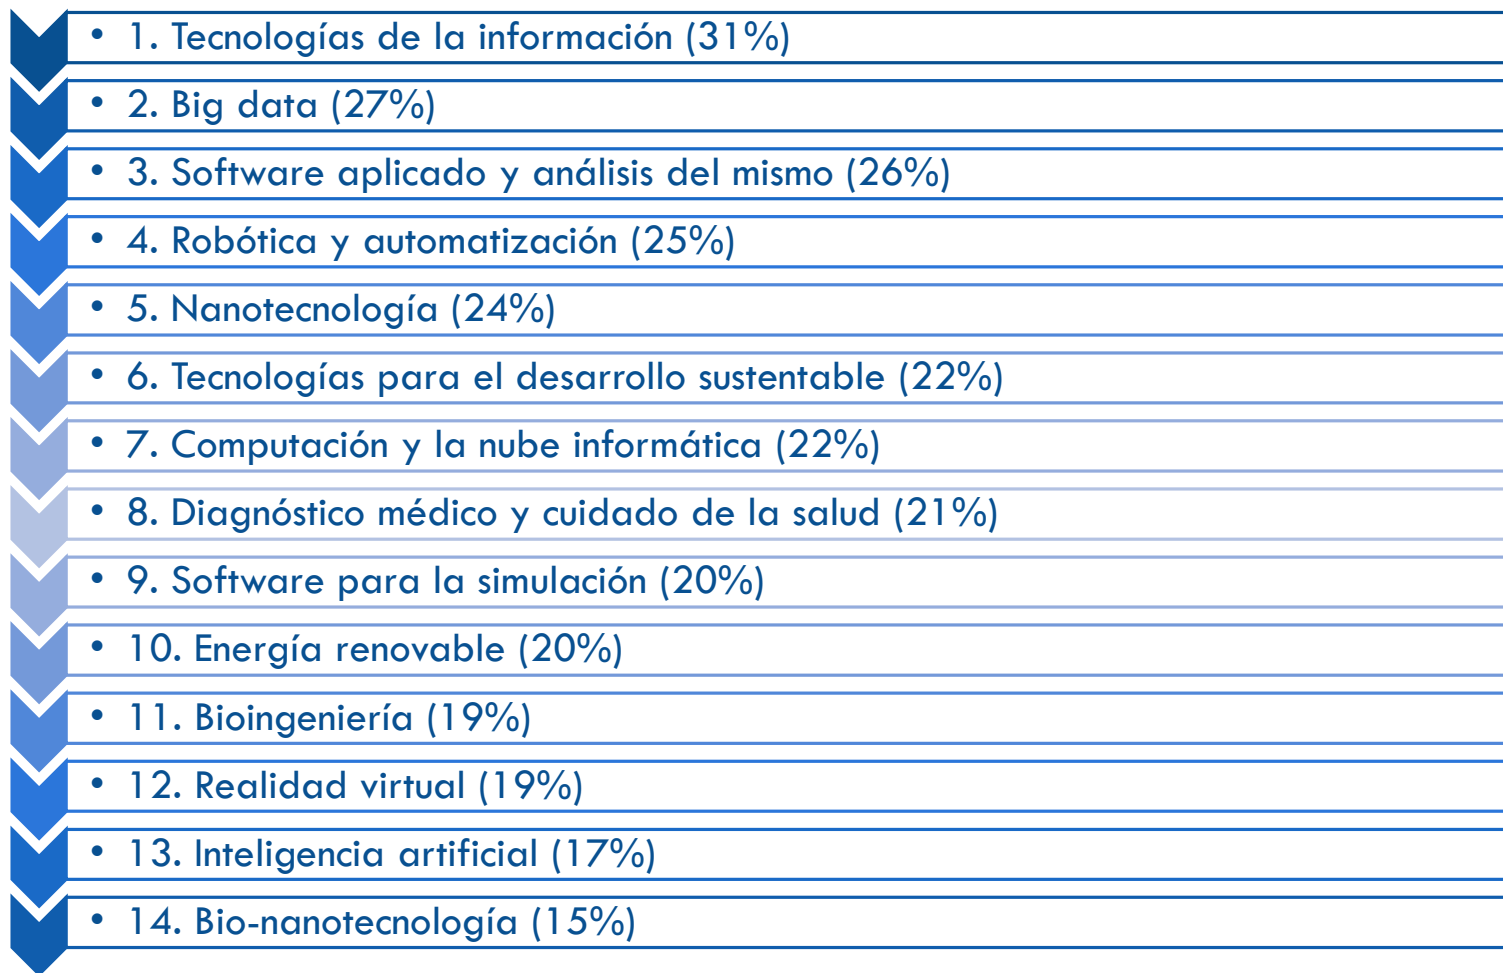 • 1. Tecnologías de la información (31%)
• 2. Big data (27%)
• 3. Software aplicado y análisis del mismo (26%)
• 4. Robótica y automatización (25%)
• 5. Nanotecnología (24%)
• 6. Tecnologías para el desarrollo sustentable (22%)
• 7. Computación y la nube informática (22%)
• 8. Diagnóstico médico y cuidado de la salud (21%)
• 9. Software para la simulación (20%)
• 10. Energía renovable (20%)
• 11. Bioingeniería (19%)
• 12. Realidad virtual (19%)
• 13. Inteligencia artificial (17%)
• 14. Bio-nanotecnología (15%)